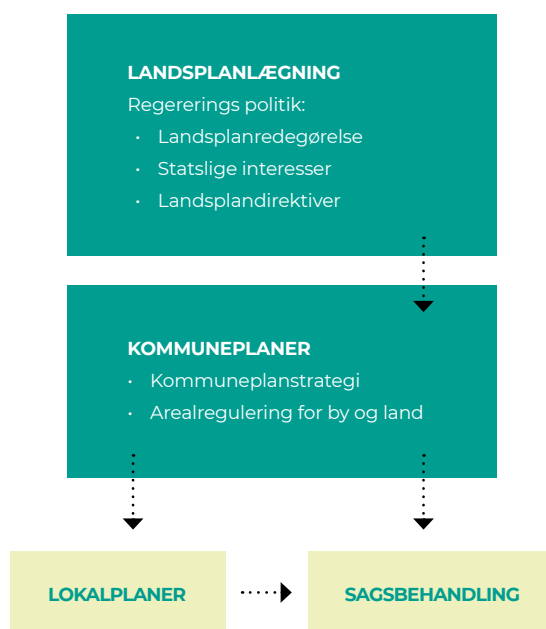 LANDSPLANLÆGNING
Regererings politik:
• Landsplanredegørelse
• Statslige interesser
• Landsplandirektiver
KOMMUNEPLANER
• Kommuneplanstrategi
• Arealregulering for by og land
LOKALPLANER
SAGSBEHANDLING